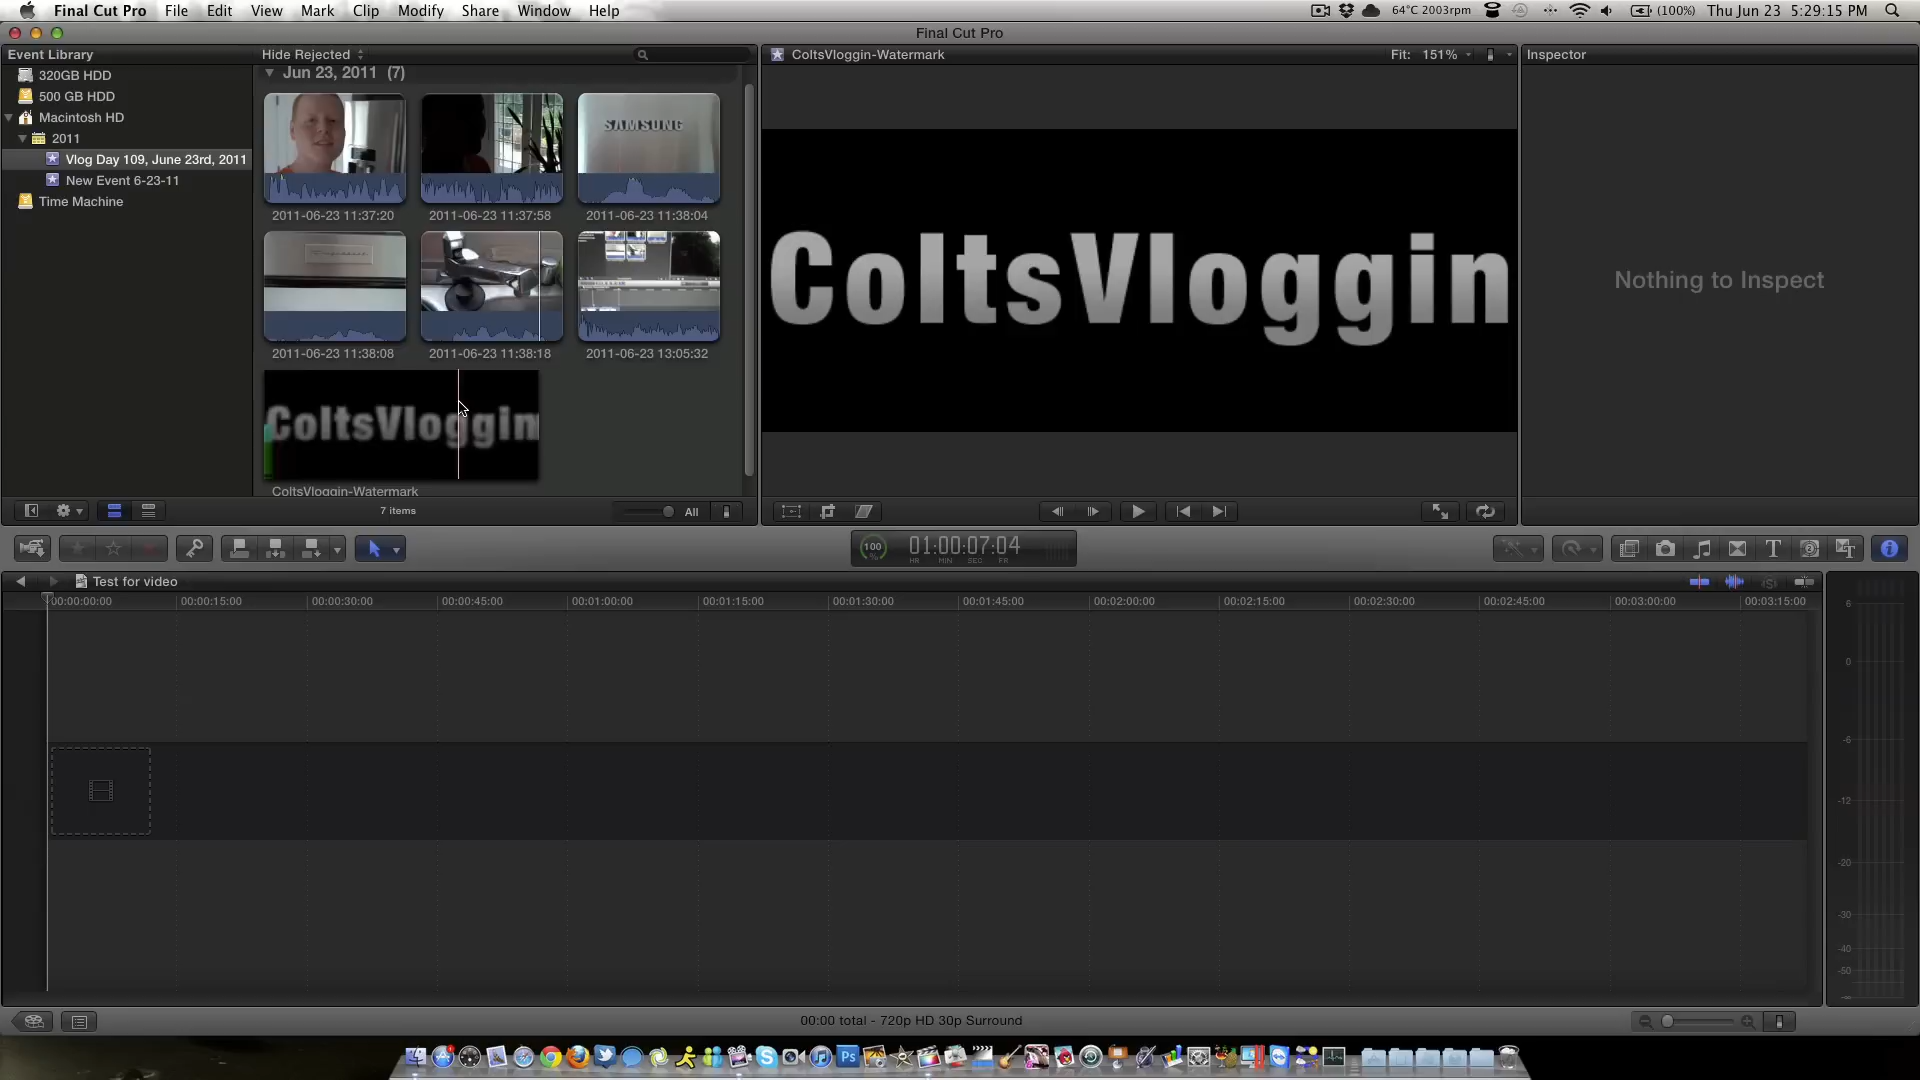 Final Cut Pro File Edit View Mark Clip Modify Share Window Help
64°C 2003rpm (100%) Thu Jun 23 5:29:15 PM
Final Cut Pro
Event Library
Hide Rejected
ColtsVloggin-Watermark
Fit: 151%
Inspector
320GB HDD
500 GB HDD
Macintosh HD
2011
Vlog Day 109, June 23rd, 2011
New Event 6-23-11
Time Machine
Jun 23, 2011 (7)
SAMSUNG
2011-06-23 11:37:20
2011-06-23 11:37:58
2011-06-23 11:38:04
2011-06-23 11:38:08
2011-06-23 11:38:18
2011-06-23 13:05:32
ColtsVloggin
ColtsVloggin-Watermark
ColtsVloggin
Nothing to Inspect
7 items
All
100
%
01:00:07:04
HR MIN SEC FR
Test for video
00:00:00:00 00:00:15:00 00:00:30:00 00:00:45:00 00:01:00:00 00:01:15:00 00:01:30:00 00:01:45:00 00:02:00:00 00:02:15:00 00:02:30:00 00:02:45:00 00:03:00:00 00:03:15:00
6
0
-6
-12
-20
-30
-40
-50
-∞
00:00 total - 720p HD 30p Surround